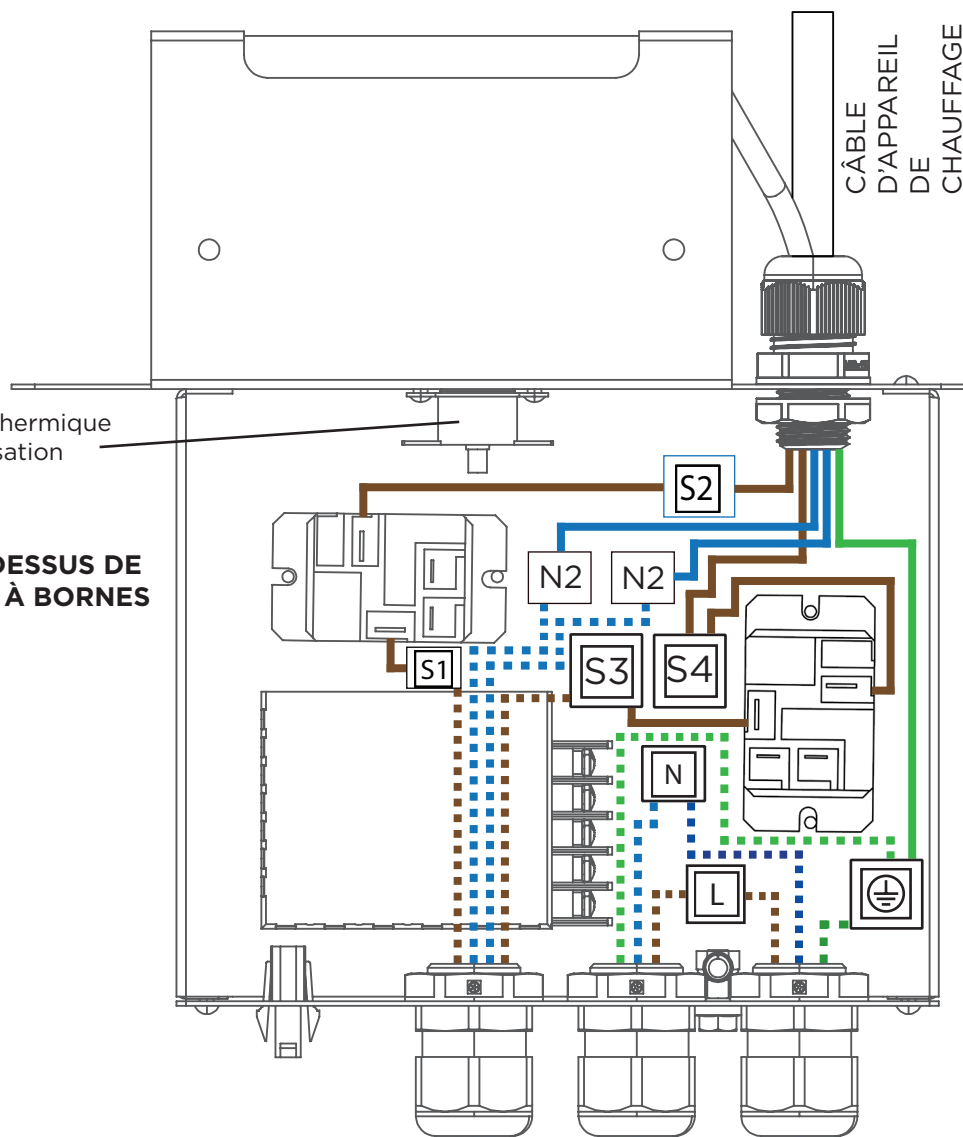 CÂBLE
D'APPAREIL
DE
CHAUFFAGE
hermique
sation
DESSUS DE
À BORNES
S2
N2
N2
S1
S3
S4
N
L